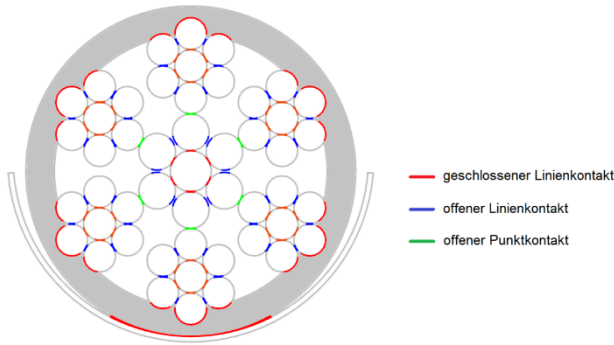 geschlossener Linienkontakt
offener Linienkontakt
offener Punktkontakt